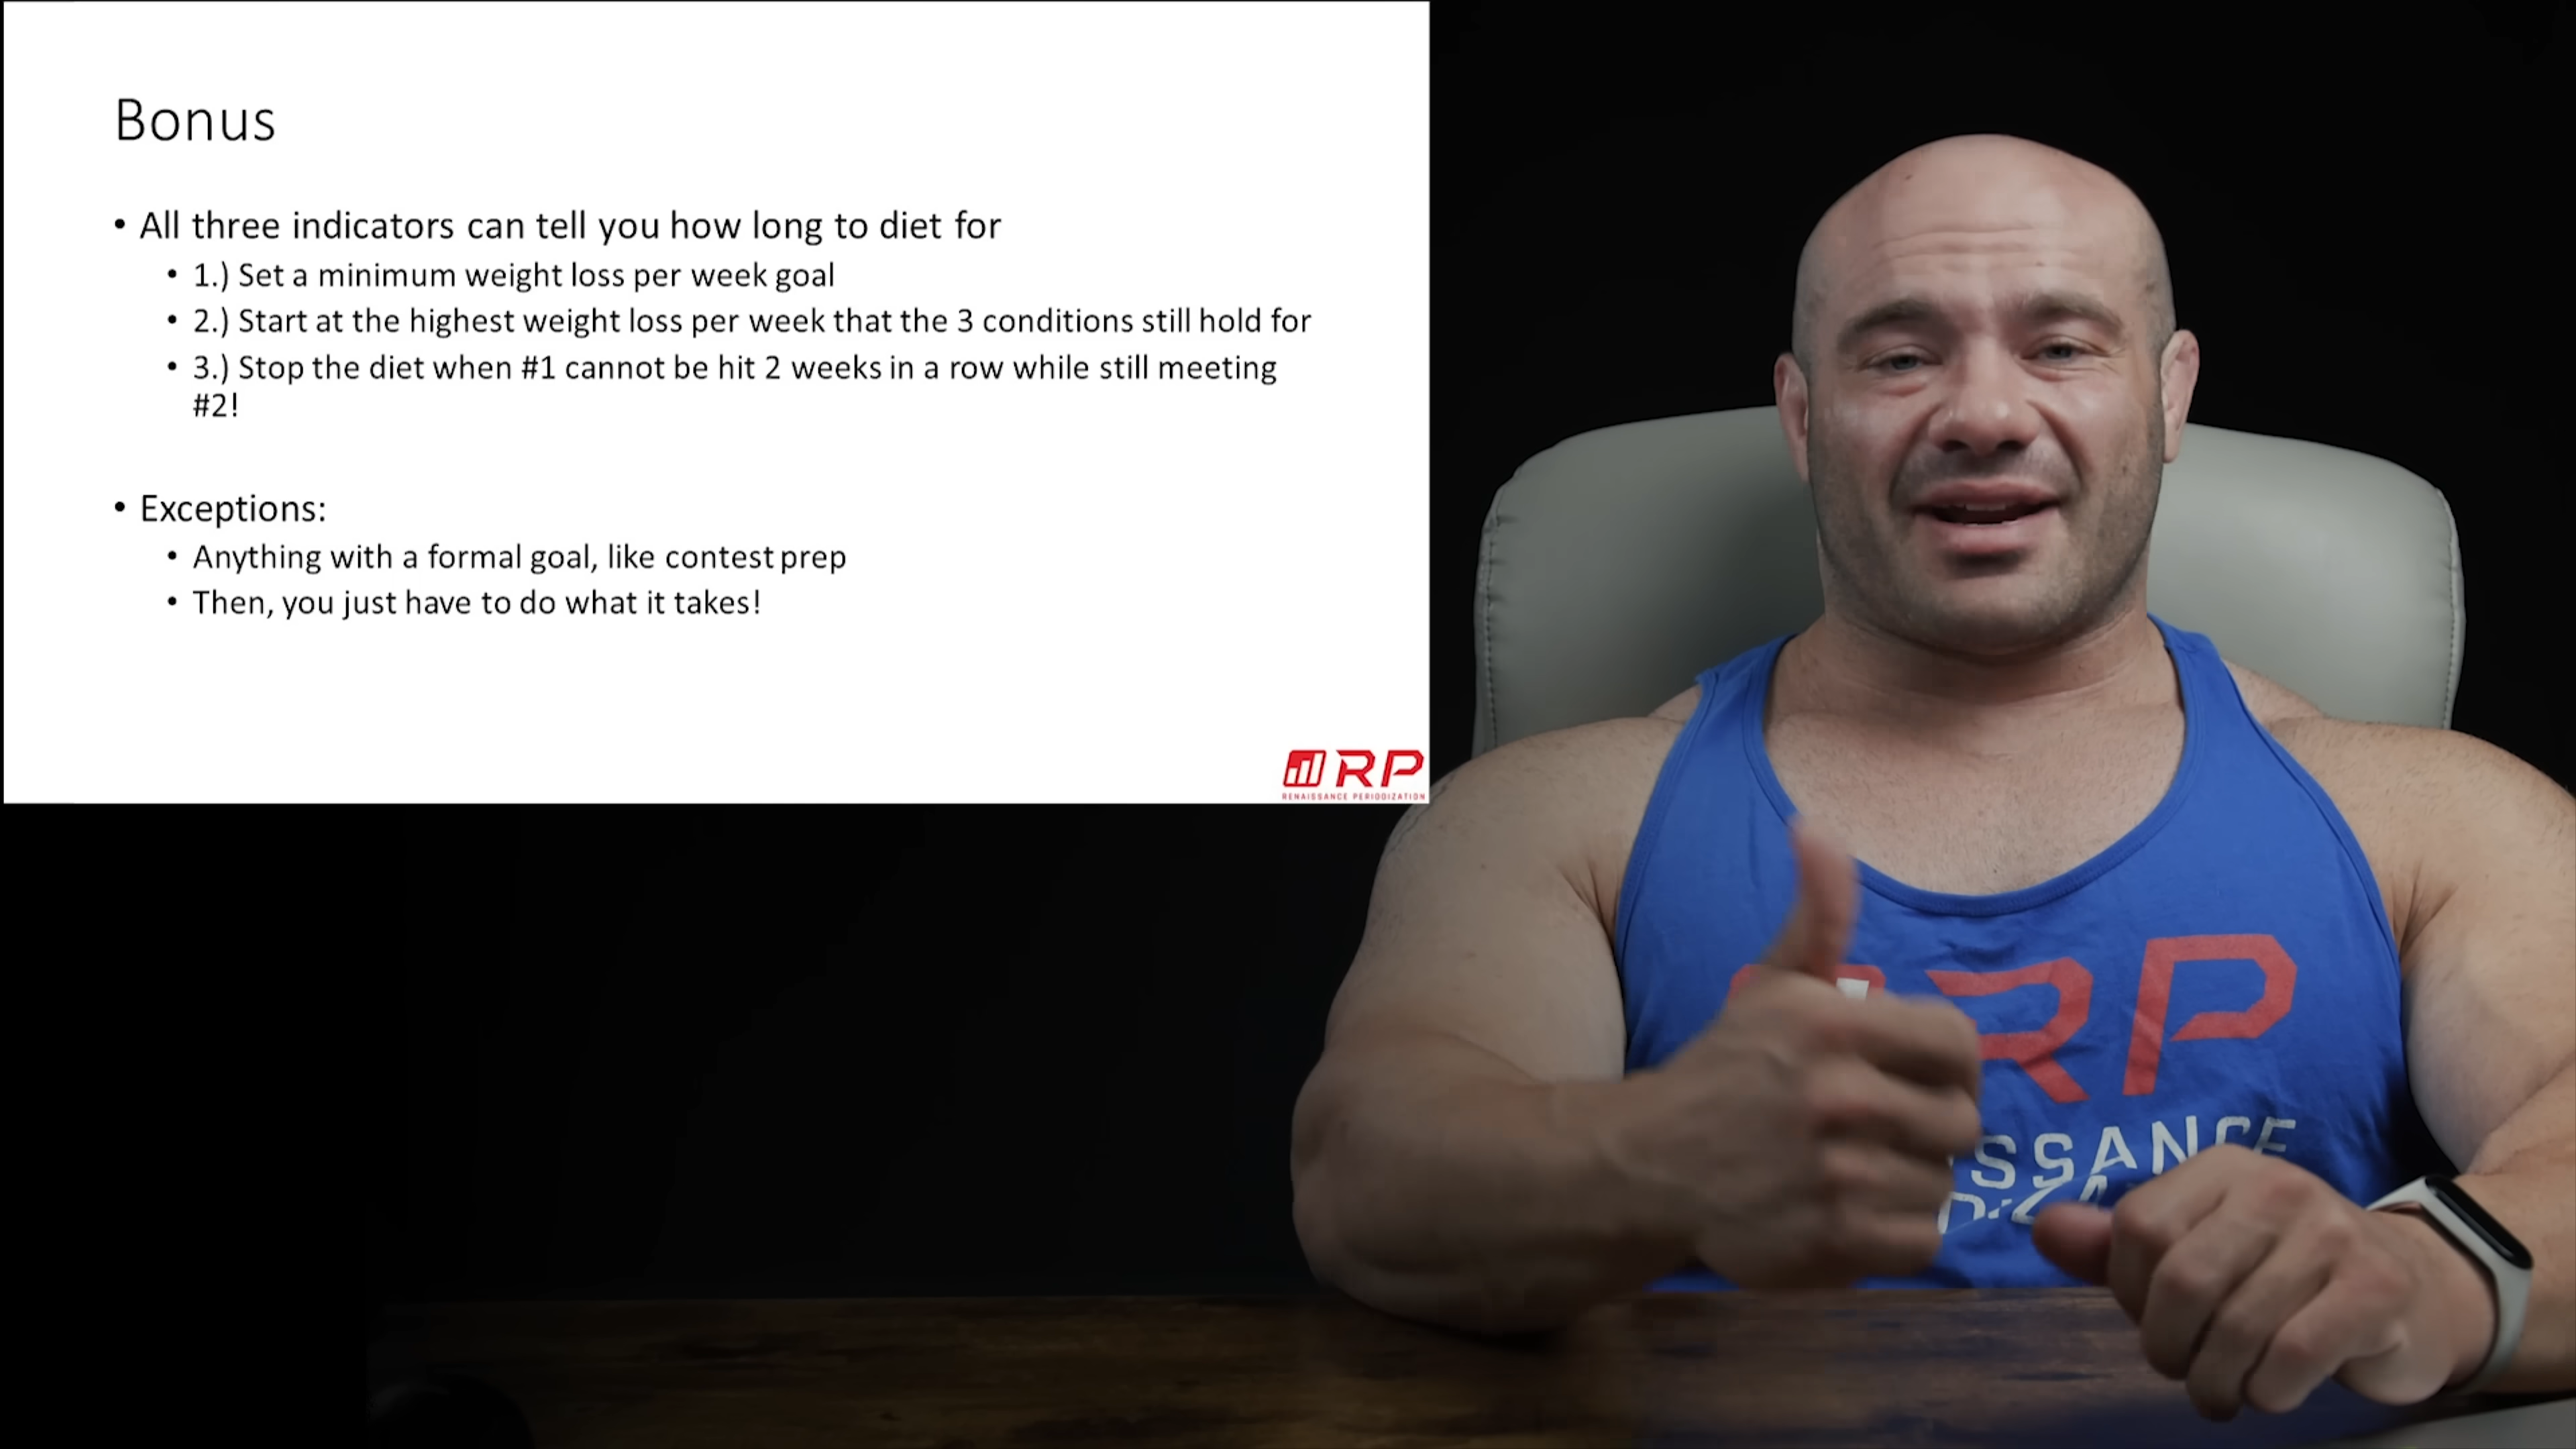 Bonus
• All three indicators can tell you how long to diet for
• 1.) Set a minimum weight loss per week goal
• 2.) Start at the highest weight loss per week that the 3 conditions still hold for
• 3.) Stop the diet when #1 cannot be hit 2 weeks in a row while still meeting
#2!
• Exceptions:
• Anything with a formal goal, like contest prep
• Then, you just have to do what it takes!
RP
RENAISSANCE PERIODIZATION
RP
SSANCE